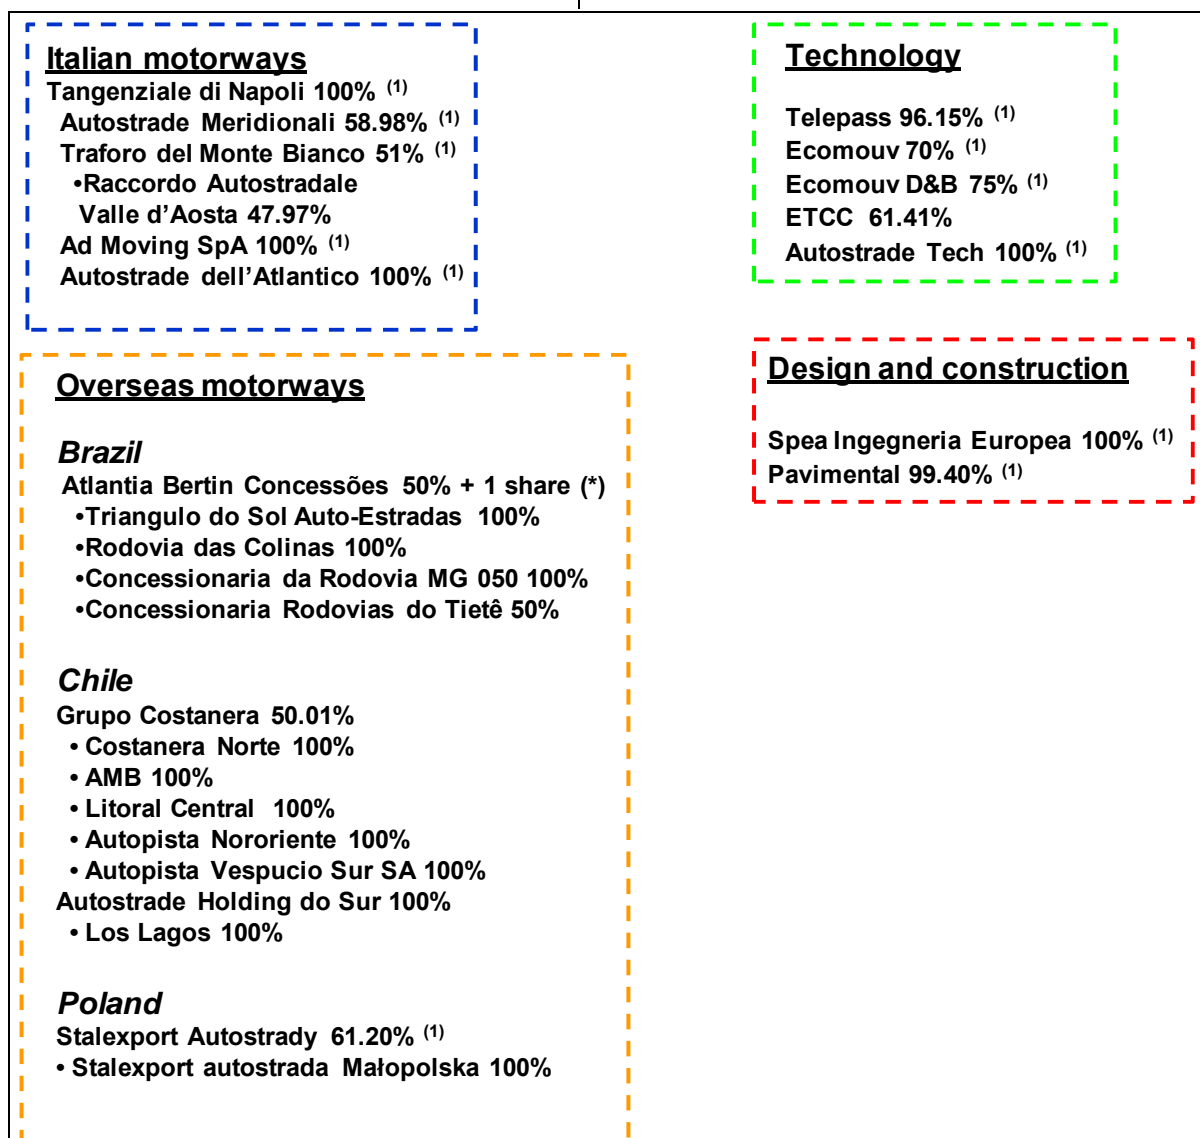 Italian motorways
Tangenziale di Napoli 100% (1)
Autostrade Meridionali 58.98% (1)
Traforo del Monte Bianco 51% (1)
•Raccordo Autostradale
Valle d’Aosta 47.97%
Ad Moving SpA 100% (1)
Autostrade dell’Atlantico 100% (1)
Technology
Telepass 96.15% (1)
Ecomouv 70% (1)
Ecomouv D&B 75% (1)
ETCC 61.41%
Autostrade Tech 100% (1)
Overseas motorways
Brazil
Atlantia Bertin Concessões 50% + 1 share (*)
•Triangulo do Sol Auto-Estradas 100%
•Rodovia das Colinas 100%
•Concessionaria da Rodovia MG 050 100%
•Concessionaria Rodovias do Tietê 50%
Chile
Grupo Costanera 50.01%
• Costanera Norte 100%
• AMB 100%
• Litoral Central 100%
• Autopista Nororiente 100%
• Autopista Vespucio Sur SA 100%
Autostrade Holding do Sur 100%
• Los Lagos 100%
Poland
Stalexport Autostrady 61.20% (1)
• Stalexport autostrada Małopolska 100%
Design and construction
Spea Ingegneria Europea 100% (1)
Pavimental 99.40% (1)